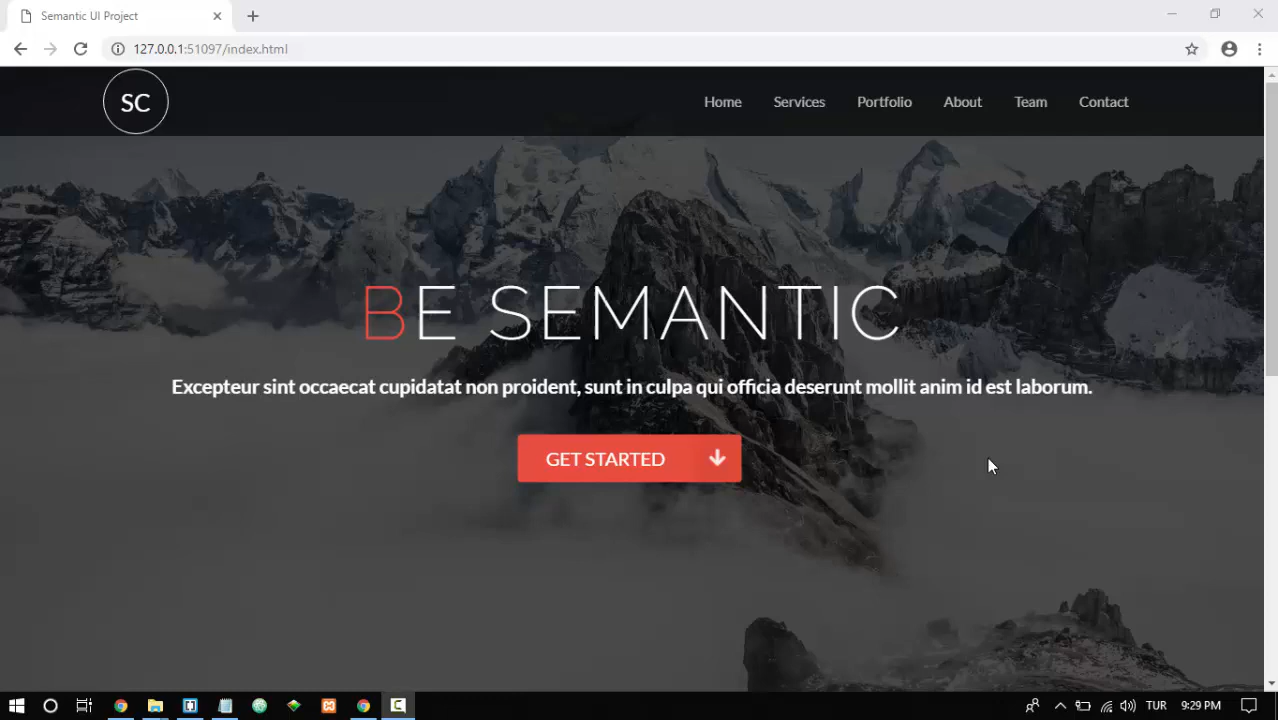 Semantic UI Project
127.0.0.1:51097/index.html
SC
Home Services Portfolio About Team Contact
BE SEMANTIC
Excepteur sint occaecat cupidatat non proident, sunt in culpa qui officia deserunt mollit anim id est laborum.
GET STARTED
TUR 9:29 PM